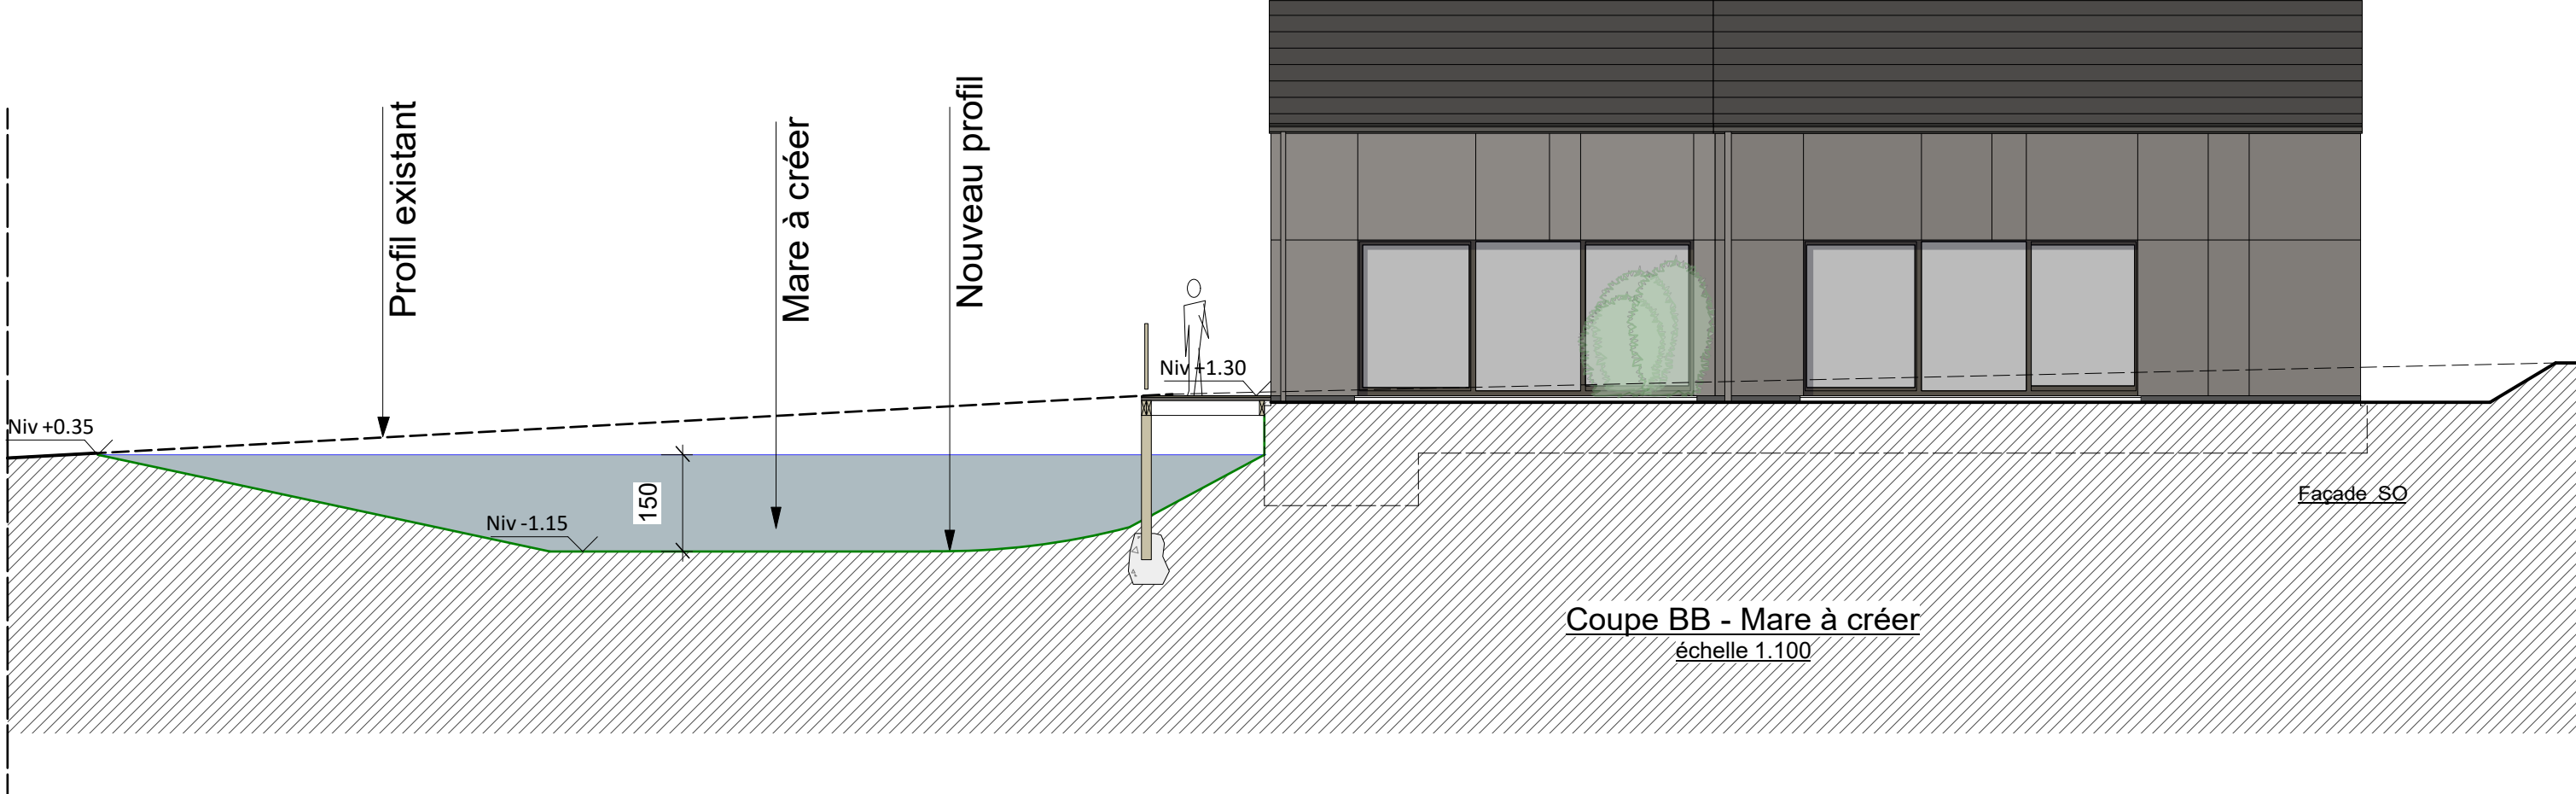 Profil existant
Mare à créer
Nouveau profil
Niv +1.30
Niv +0.35
150
Niv -1.15
Façade SO
Coupe BB - Mare à créer
échelle 1.100